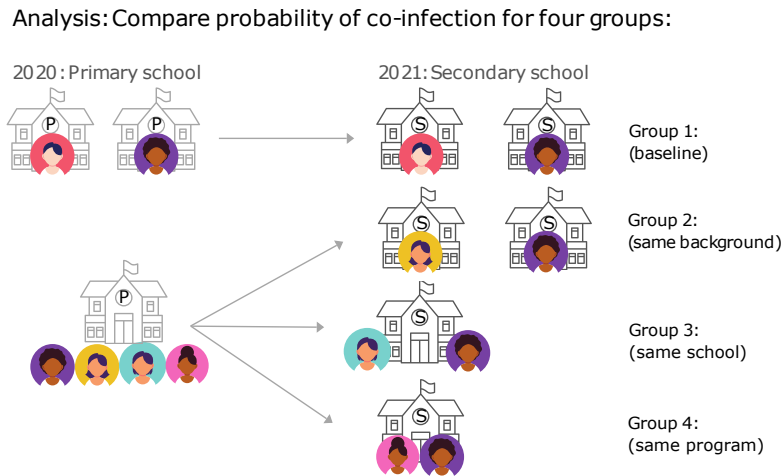 Analysis: Compare probability of co-infection for four groups:
2020: Primary school
2021: Secondary school
P
P
S
S
Group 1:
(baseline)
S
S
Group 2:
(same background)
P
S
Group 3:
(same school)
S
Group 4:
(same program)